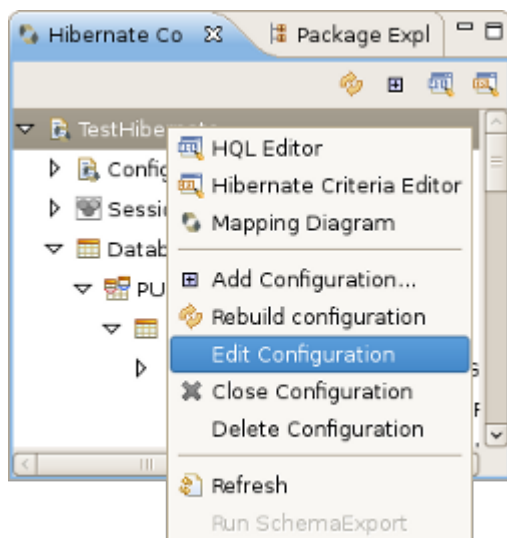 Hibernate Co
Package Expl
TestHibernate
HQL Editor
Config
Hibernate Criteria Editor
Sessi
Mapping Diagram
Datab
Add Configuration...
PU
Rebuild configuration
Edit Configuration
Close Configuration
Delete Configuration
Refresh
Run SchemaExport